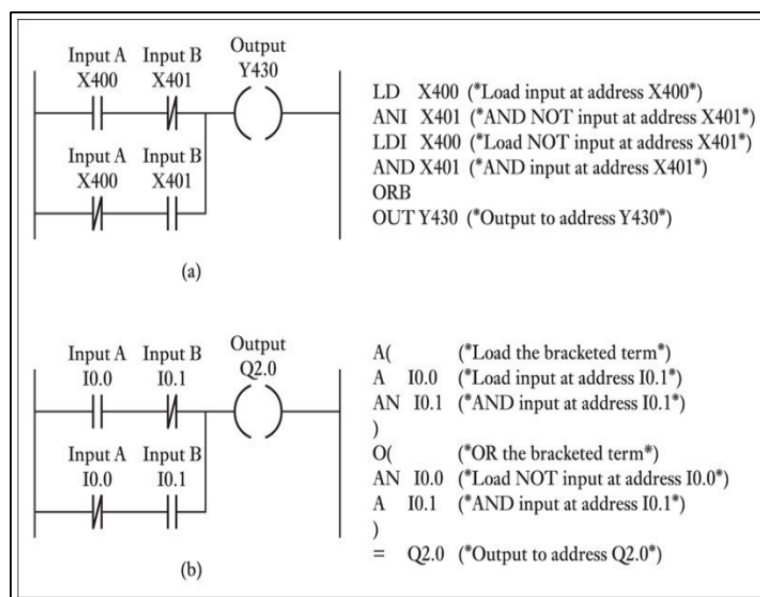 Input A Input B Output
X400 X401 Y430
Input A Input B
X400 X401
(a)
LD X400 (*Load input at address X400*)
ANI X401 (*AND NOT input at address X401*)
LDI X400 (*Load NOT input at address X401*)
AND X401 (*AND input at address X401*)
ORB
OUT Y430 (*Output to address Y430*)
Input A Input B Output
I0.0 I0.1 Q2.0
Input A Input B
I0.0 I0.1
(b)
A( (*Load the bracketed term*)
A I0.0 (*Load input at address I0.1*)
AN I0.1 (*AND input at address I0.1*)
)
O( (*OR the bracketed term*)
AN I0.0 (*Load NOT input at address I0.0*)
A I0.1 (*AND input at address I0.1*)
)
= Q2.0 (*Output to address Q2.0*)